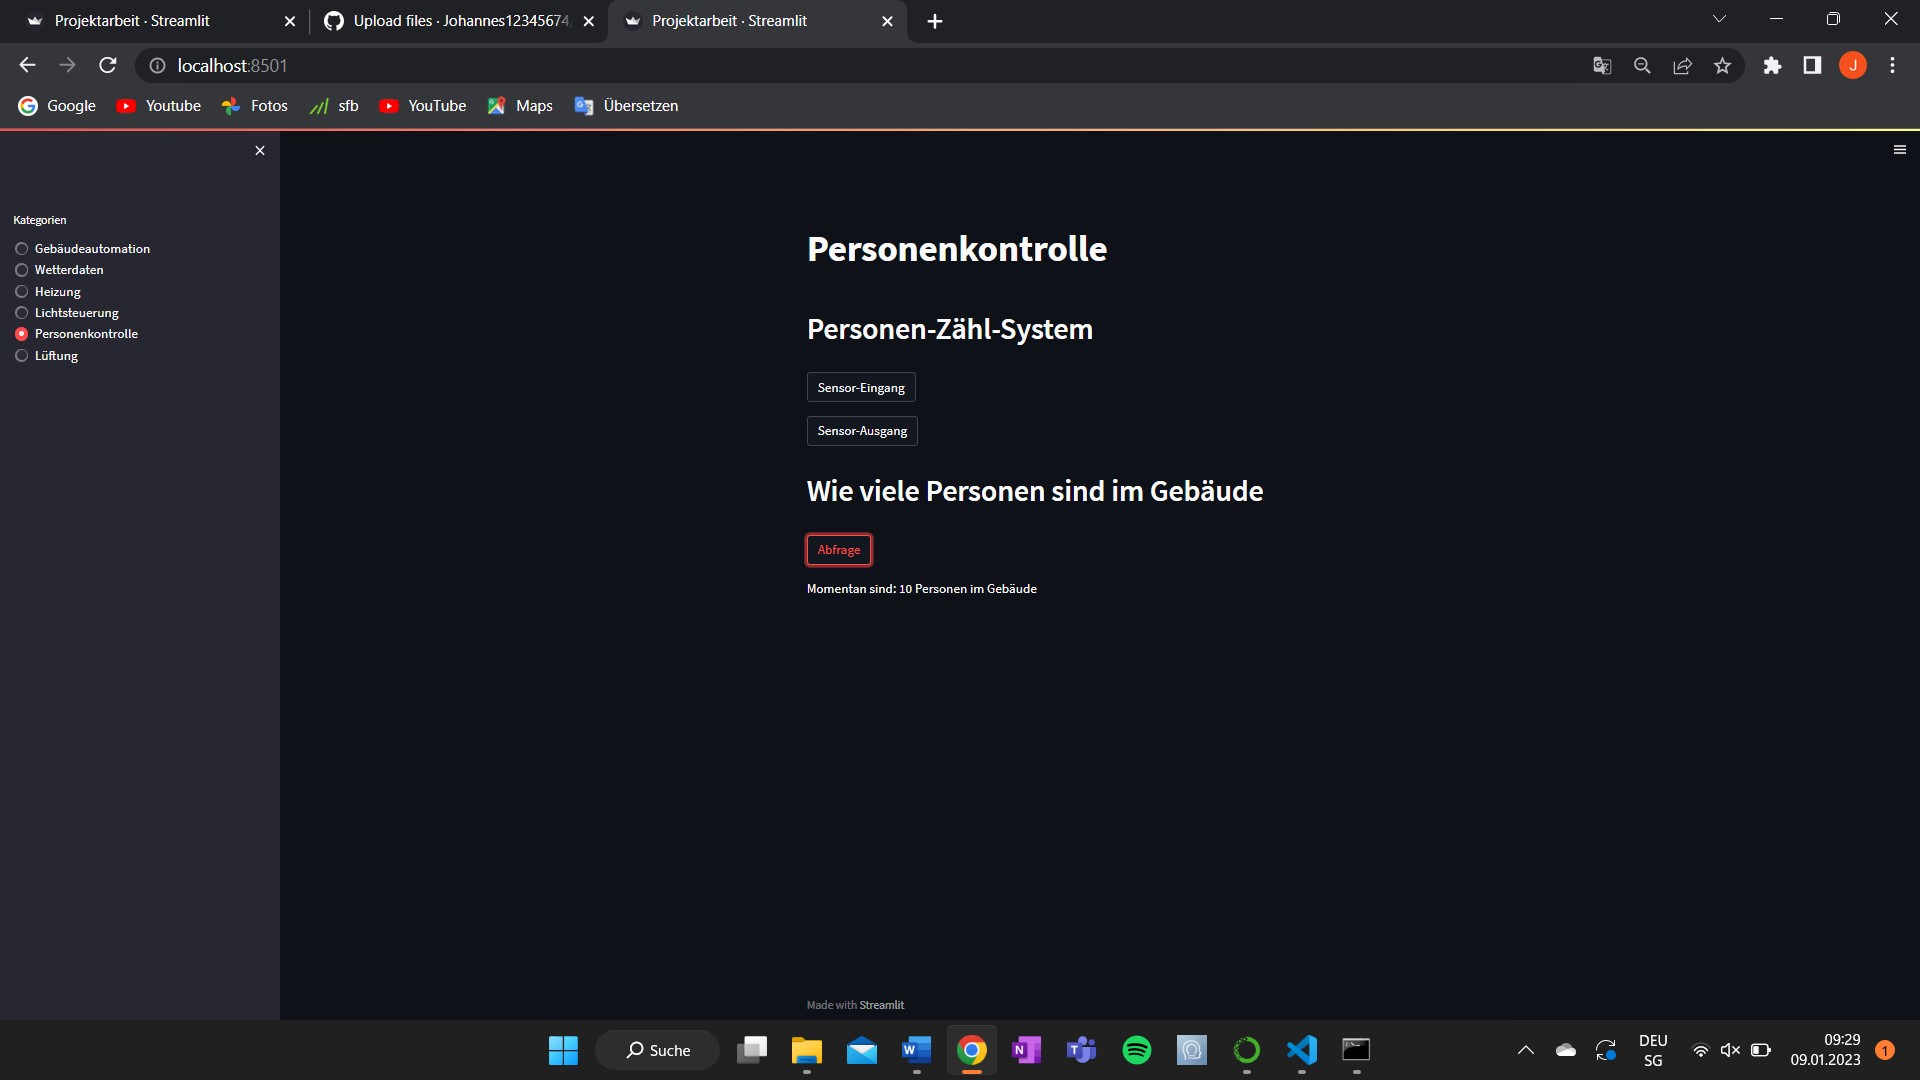 Projektarbeit · Streamlit
Upload files · Johannes12345674
Projektarbeit · Streamlit
localhost:8501
J
Google
Youtube
Fotos
sfb
YouTube
Maps
Übersetzen
Kategorien
Gebäudeautomation
Wetterdaten
Heizung
Lichtsteuerung
Personenkontrolle
Lüftung
Personenkontrolle
Personen-Zähl-System
Sensor-Eingang
Sensor-Ausgang
Wie viele Personen sind im Gebäude
Abfrage
Momentan sind: 10 Personen im Gebäude
Made with Streamlit
Suche
DEU
SG
09:29
09.01.2023
1